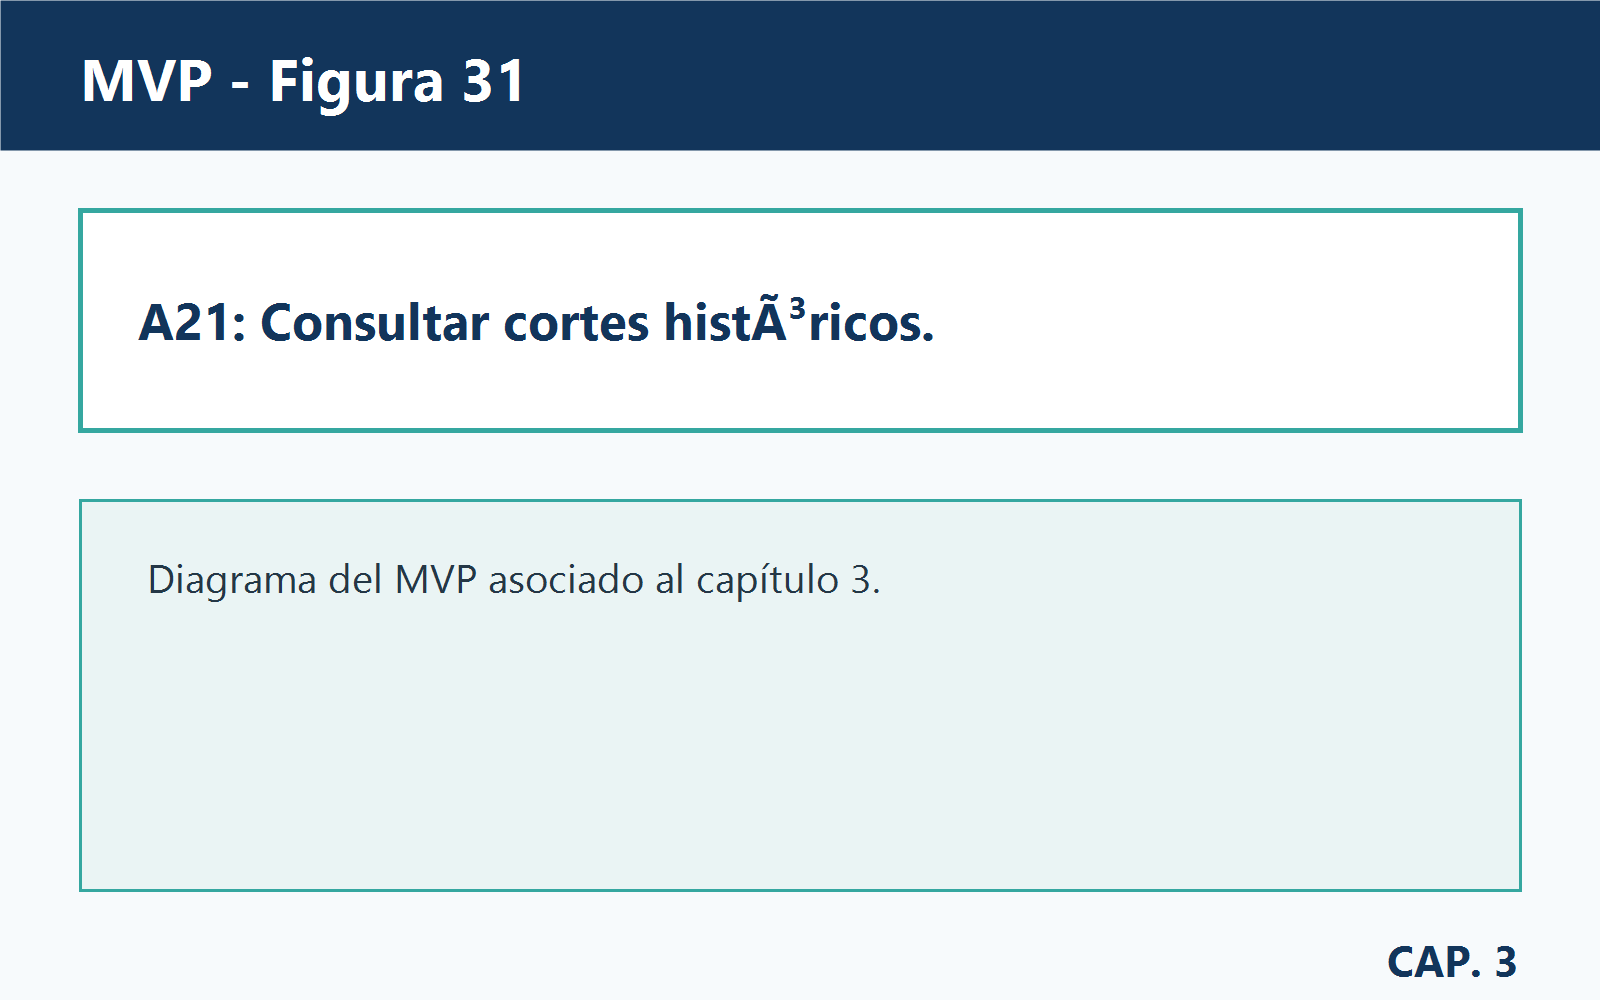 MVP - Figura 31
A21: Consultar cortes histÃ³ricos.
Diagrama del MVP asociado al capítulo 3.
CAP. 3